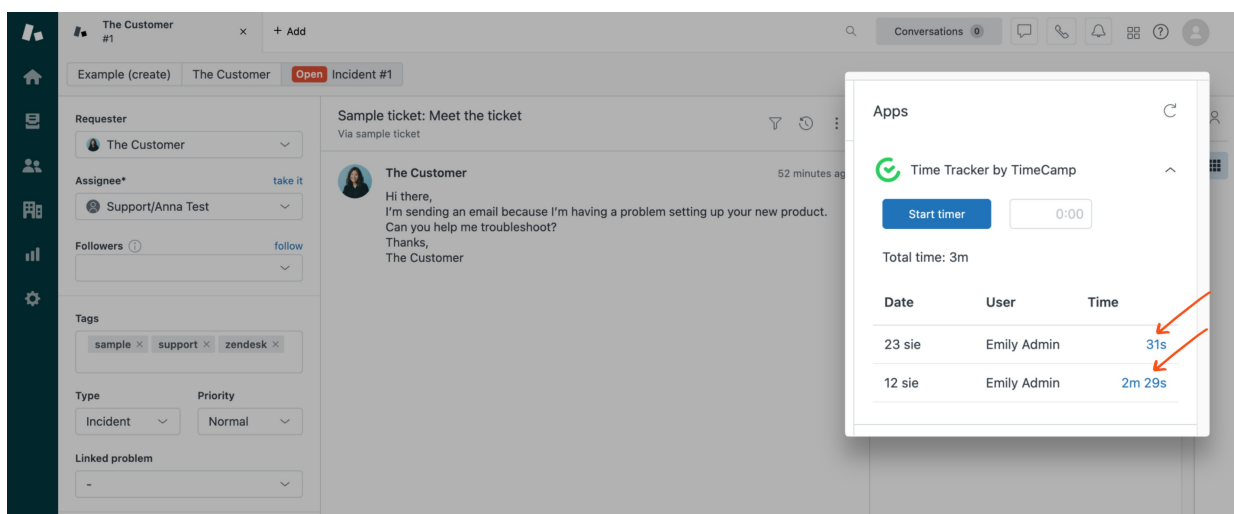 The Customer
#1
×
+ Add
Conversations 0
Example (create)
The Customer
Open Incident #1
Requester
The Customer
Assignee*
take it
Support/Anna Test
Followers
follow
Tags
sample ×
support ×
zendesk ×
Type
Priority
Incident
Normal
Linked problem
-
Sample ticket: Meet the ticket
Via sample ticket
The Customer
52 minutes ag
Hi there,
I'm sending an email because I'm having a problem setting up your new product.
Can you help me troubleshoot?
Thanks,
The Customer
Apps
Time Tracker by TimeCamp
Start timer
0:00
Total time: 3m
Date User Time
23 sie Emily Admin 31s
12 sie Emily Admin 2m 29s